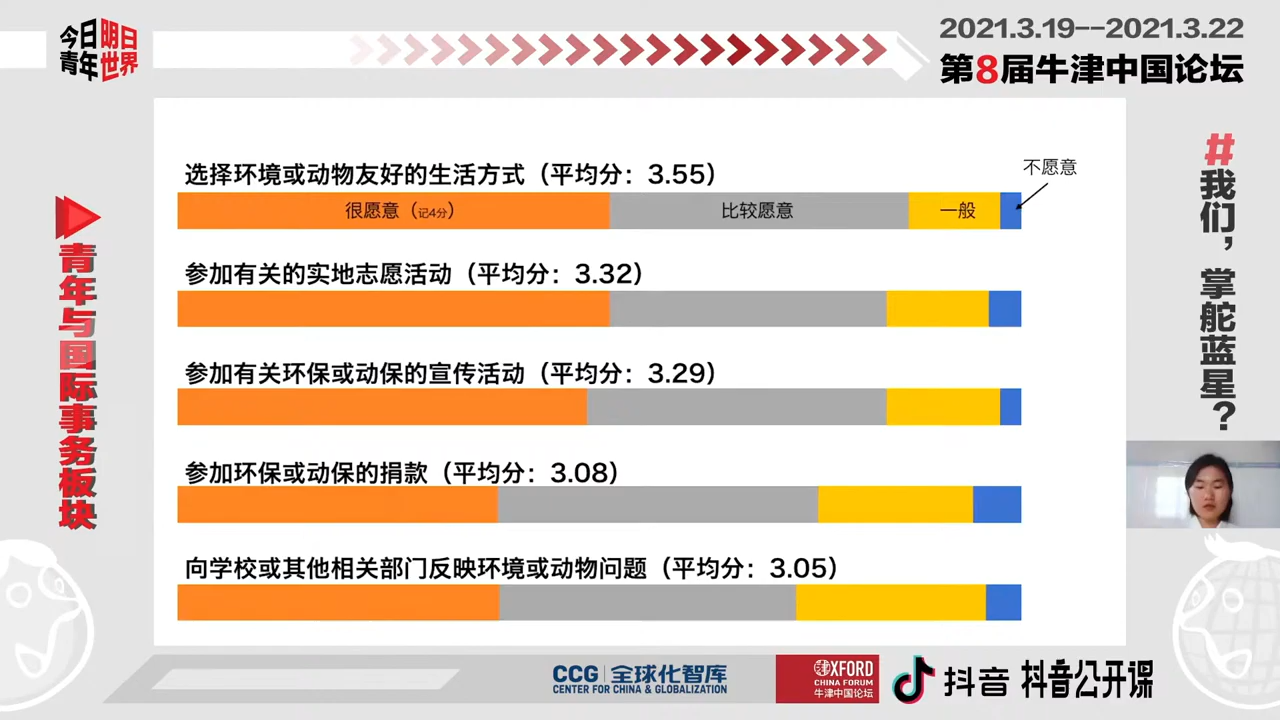 今日明日
青年世界
2021.3.19--2021.3.22
第8届牛津中国论坛
青年与国际事务板块
#我们，掌舵蓝星？
选择环境或动物友好的生活方式（平均分：3.55）
不愿意
很愿意（记4分）
比较愿意
一般
参加有关的实地志愿活动（平均分：3.32）
参加有关环保或动保的宣传活动（平均分：3.29）
参加环保或动保的捐款（平均分：3.08）
向学校或其他相关部门反映环境或动物问题（平均分：3.05）
CCG 全球化智库
CENTER FOR CHINA & GLOBALIZATION
津 OXFORD
CHINA FORUM
牛津中国论坛
抖音 抖音公开课